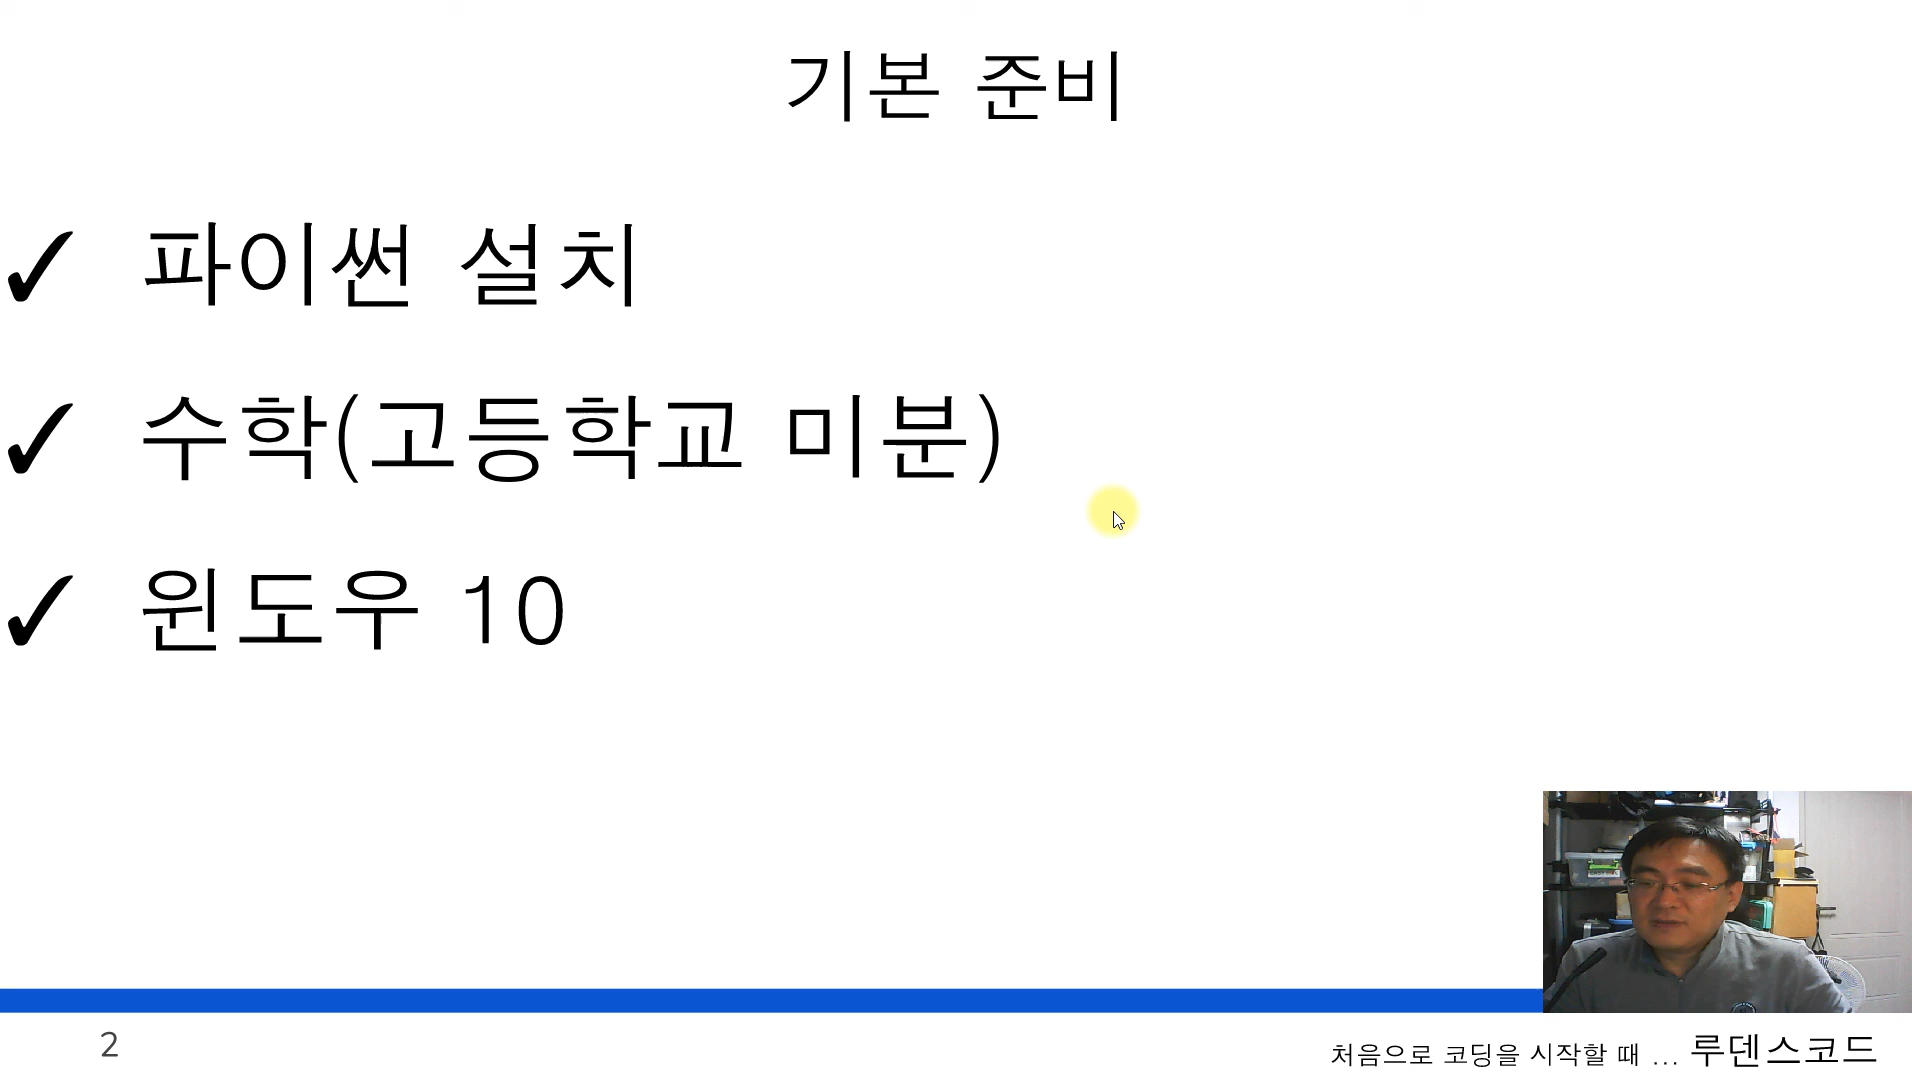 기본 준비
✓ 파이썬 설치
✓ 수학(고등학교 미분)
✓ 윈도우 10
2
처음으로 코딩을 시작할 때 ... 루덴스코드